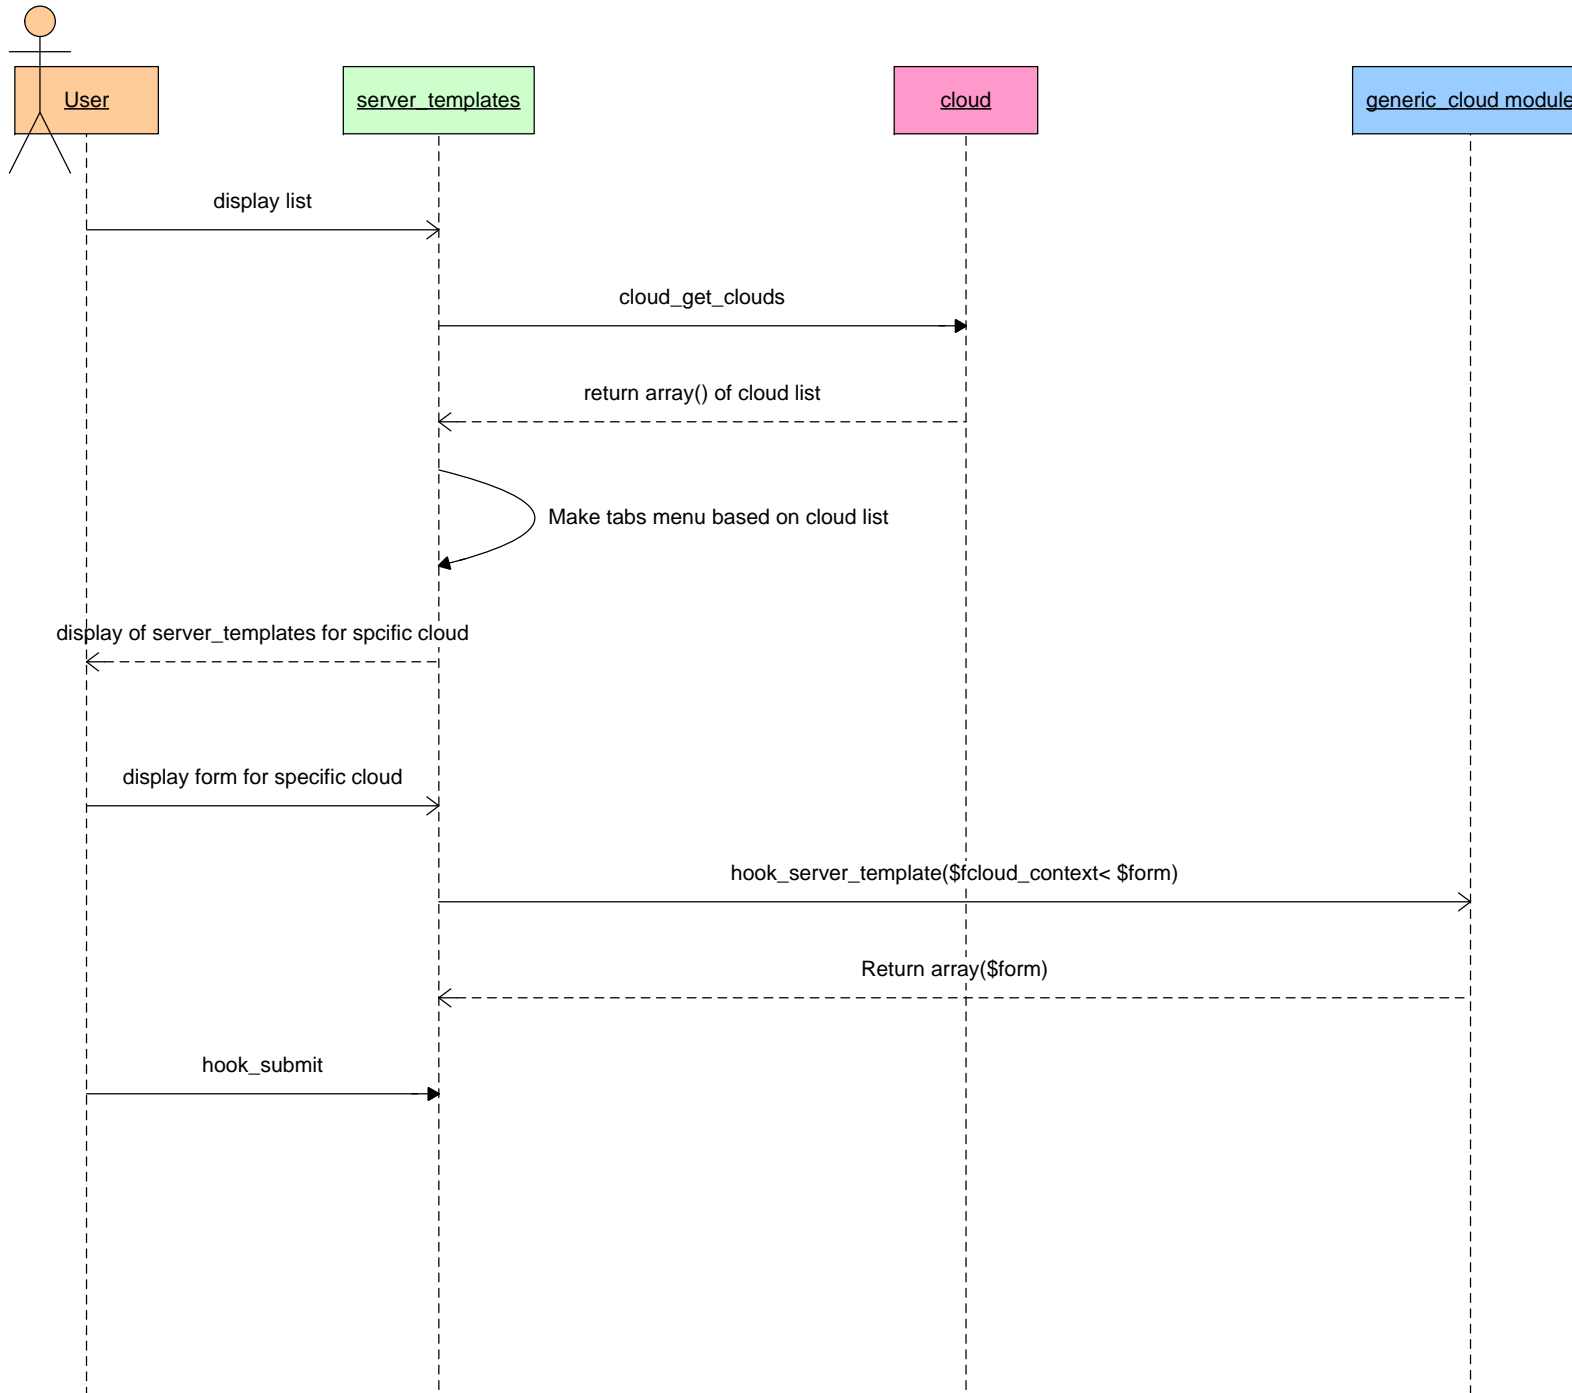 User
server_templates
cloud
generic_cloud module
display list
cloud_get_clouds
return array() of cloud list
Make tabs menu based on cloud list
display of server_templates for spcific cloud
display form for specific cloud
hook_server_template($fcloud_context< $form)
Return array($form)
hook_submit